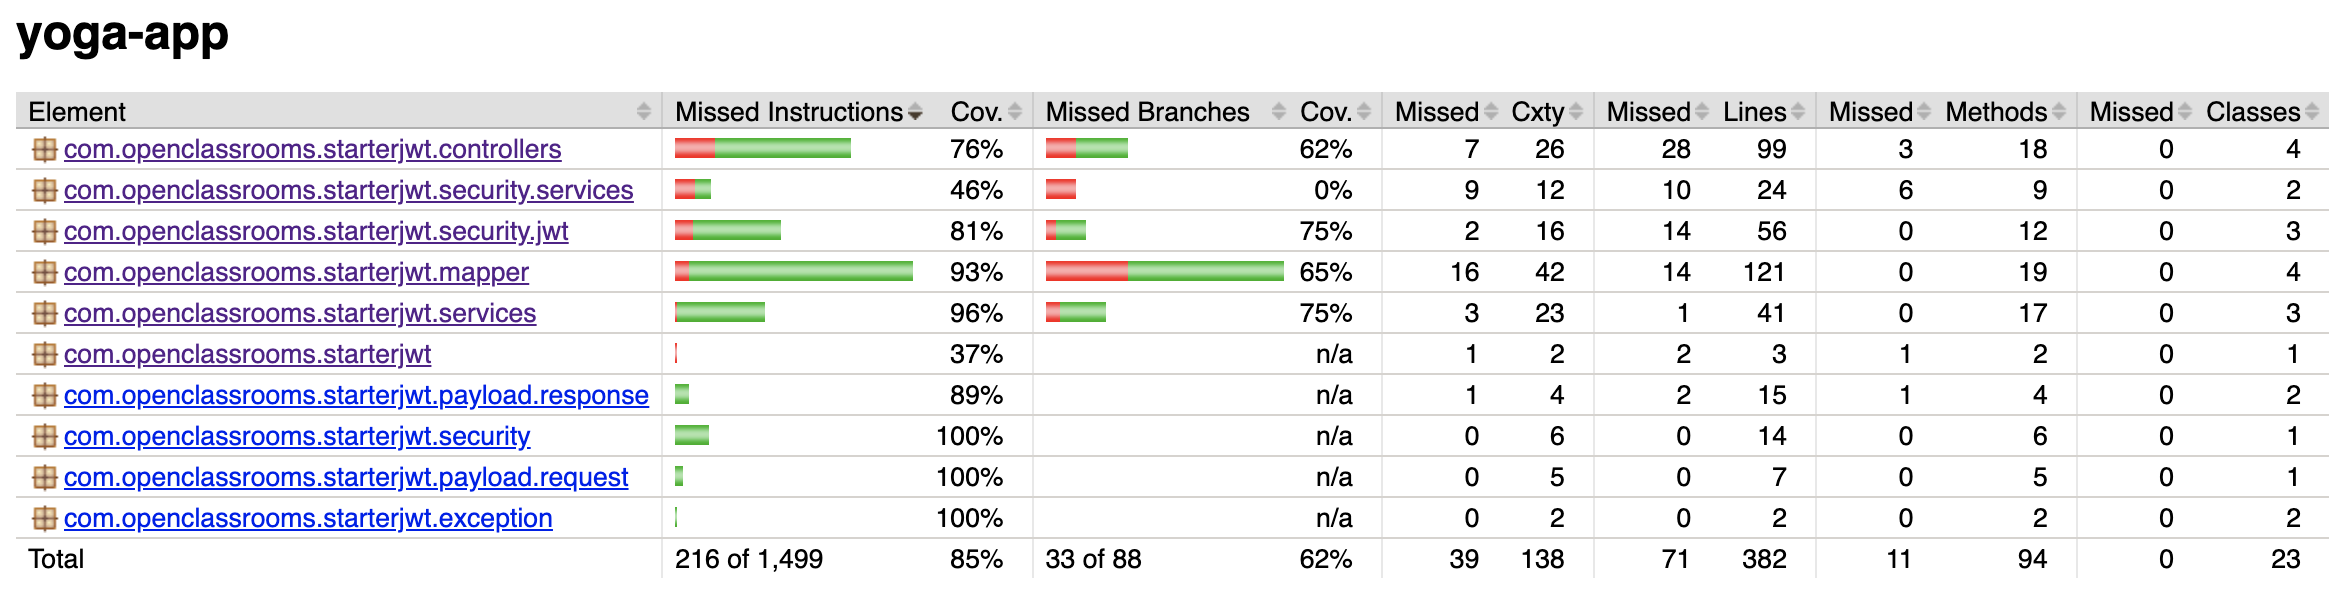 yoga-app
Element Missed Instructions Cov. Missed Branches Cov. Missed Cxty Missed Lines Missed Methods Missed Classes
com.openclassrooms.starterjwt.controllers 76% 62% 7 26 28 99 3 18 0 4
com.openclassrooms.starterjwt.security.services 46% 0% 9 12 10 24 6 9 0 2
com.openclassrooms.starterjwt.security.jwt 81% 75% 2 16 14 56 0 12 0 3
com.openclassrooms.starterjwt.mapper 93% 65% 16 42 14 121 0 19 0 4
com.openclassrooms.starterjwt.services 96% 75% 3 23 1 41 0 17 0 3
com.openclassrooms.starterjwt 37% n/a 1 2 2 3 1 2 0 1
com.openclassrooms.starterjwt.payload.response 89% n/a 1 4 2 15 1 4 0 2
com.openclassrooms.starterjwt.security 100% n/a 0 6 0 14 0 6 0 1
com.openclassrooms.starterjwt.payload.request 100% n/a 0 5 0 7 0 5 0 1
com.openclassrooms.starterjwt.exception 100% n/a 0 2 0 2 0 2 0 2
Total 216 of 1,499 85% 33 of 88 62% 39 138 71 382 11 94 0 23